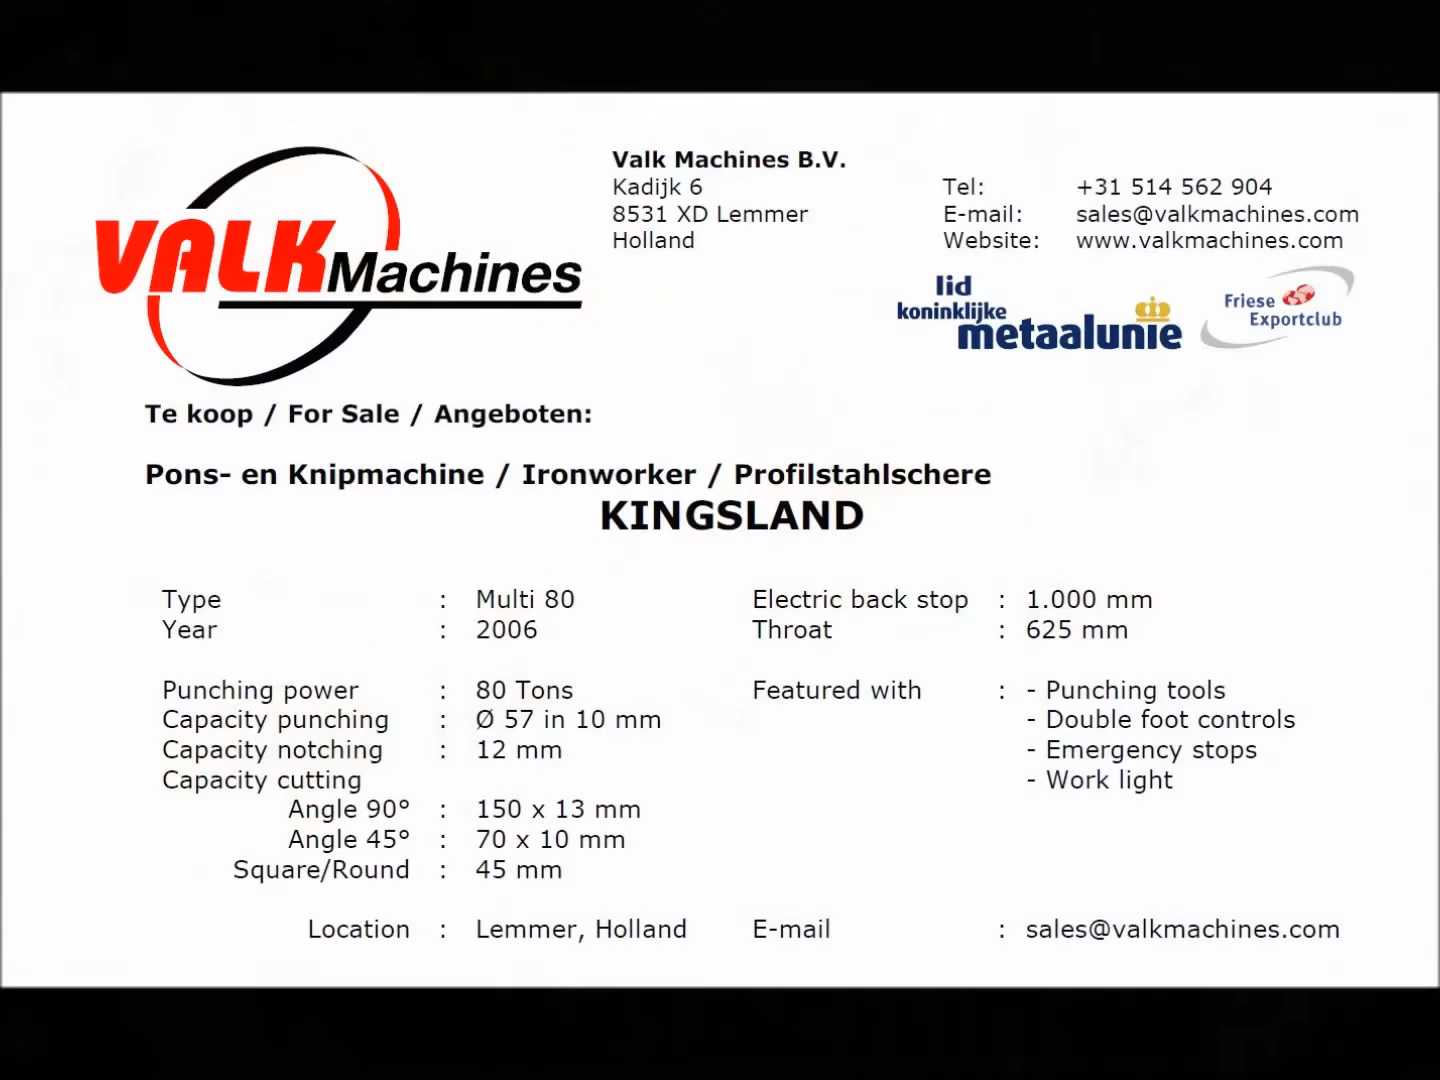 VALK Machines
Valk Machines B.V.
Kadijk 6
8531 XD Lemmer
Holland
Tel: +31 514 562 904
E-mail: sales@valkmachines.com
Website: www.valkmachines.com
lid
koninklijke
metaalunie
Friese
Exportclub
Te koop / For Sale / Angeboten:
Pons- en Knipmachine / Ironworker / Profilstahlschere
KINGSLAND
Type : Multi 80
Year : 2006
Punching power : 80 Tons
Capacity punching : Ø 57 in 10 mm
Capacity notching : 12 mm
Capacity cutting
Angle 90° : 150 x 13 mm
Angle 45° : 70 x 10 mm
Square/Round : 45 mm
Location : Lemmer, Holland
Electric back stop : 1.000 mm
Throat : 625 mm
Featured with : - Punching tools
- Double foot controls
- Emergency stops
- Work light
E-mail : sales@valkmachines.com